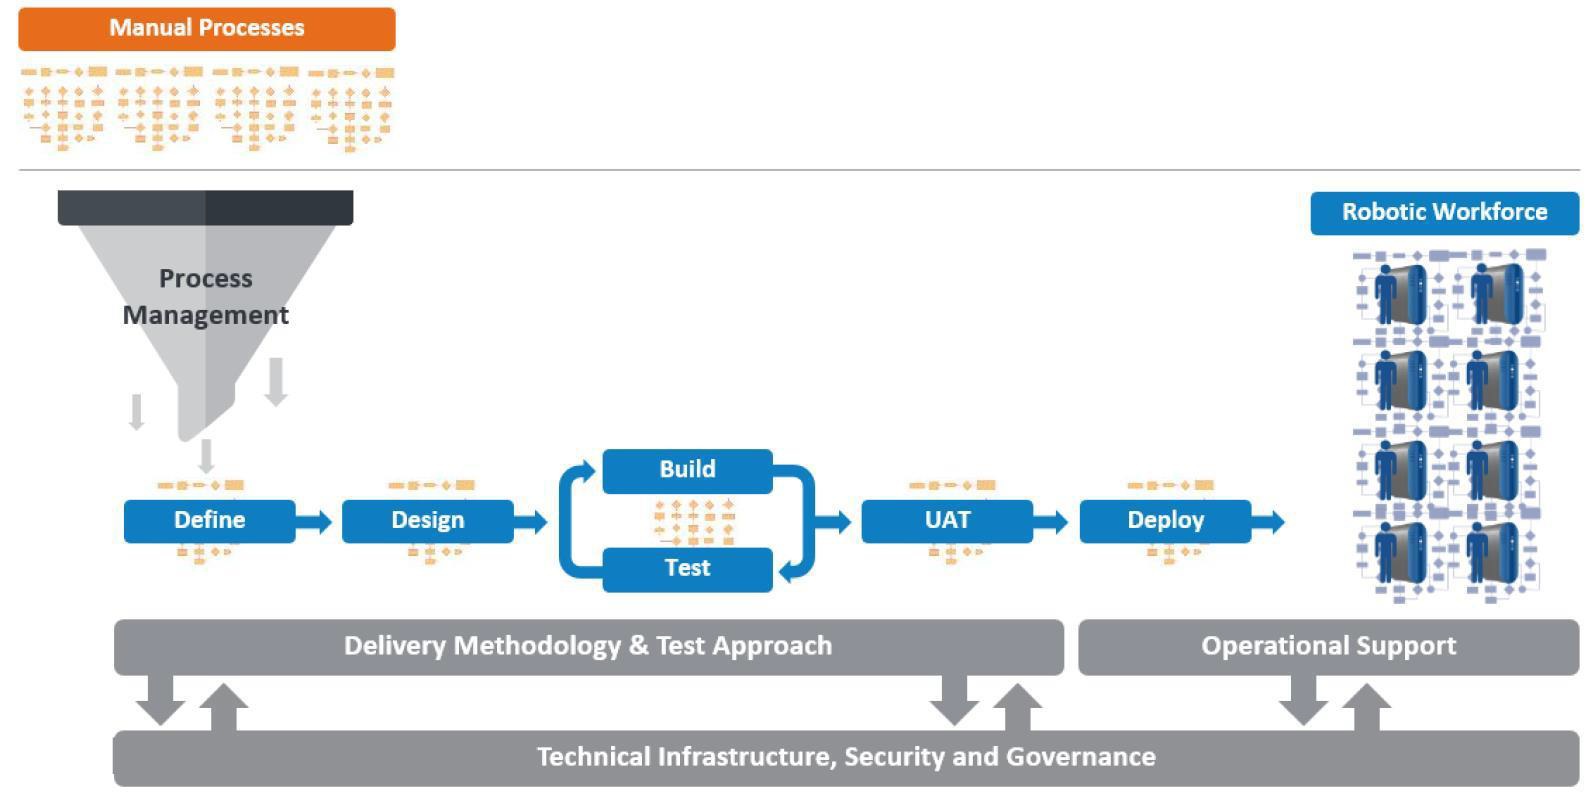 Manual Processes
Process
Management
Robotic Workforce
Define
Design
Build
Test
UAT
Deploy
Delivery Methodology & Test Approach
Operational Support
Technical Infrastructure, Security and Governance